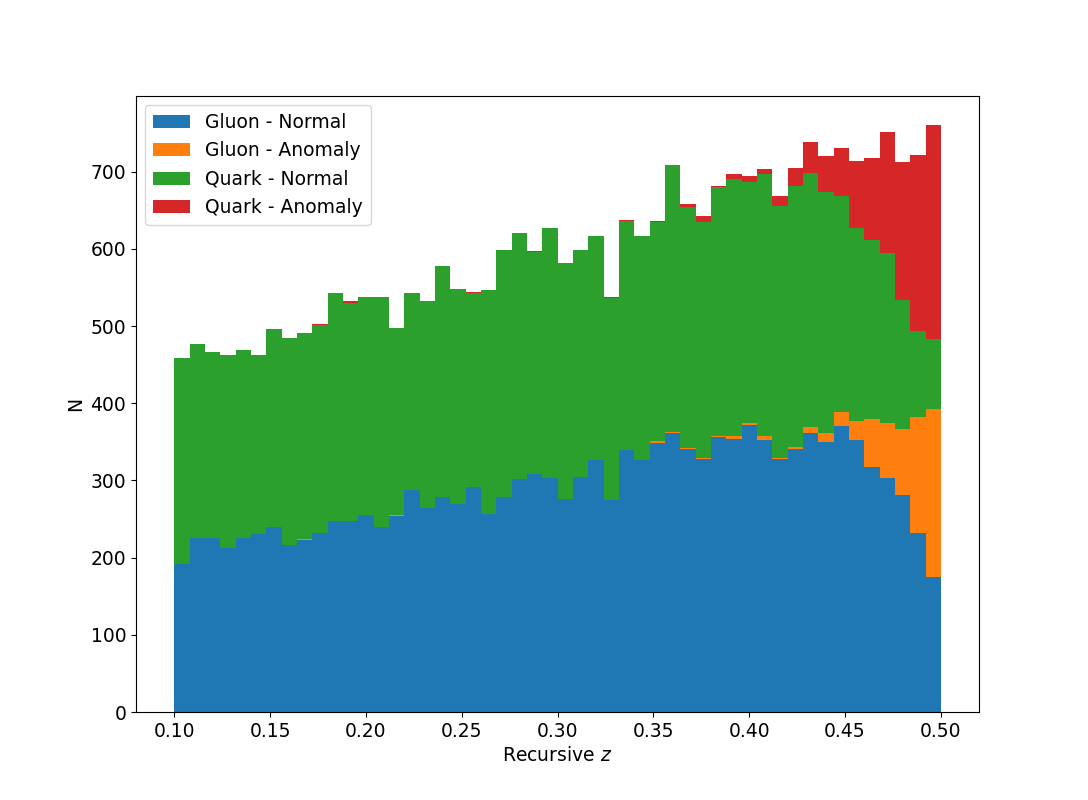 Gluon - Normal
Gluon - Anomaly
Quark - Normal
Quark - Anomaly
700
600
500
400
300
200
100
0
N
0.10 0.15 0.20 0.25 0.30 0.35 0.40 0.45 0.50
Recursive z